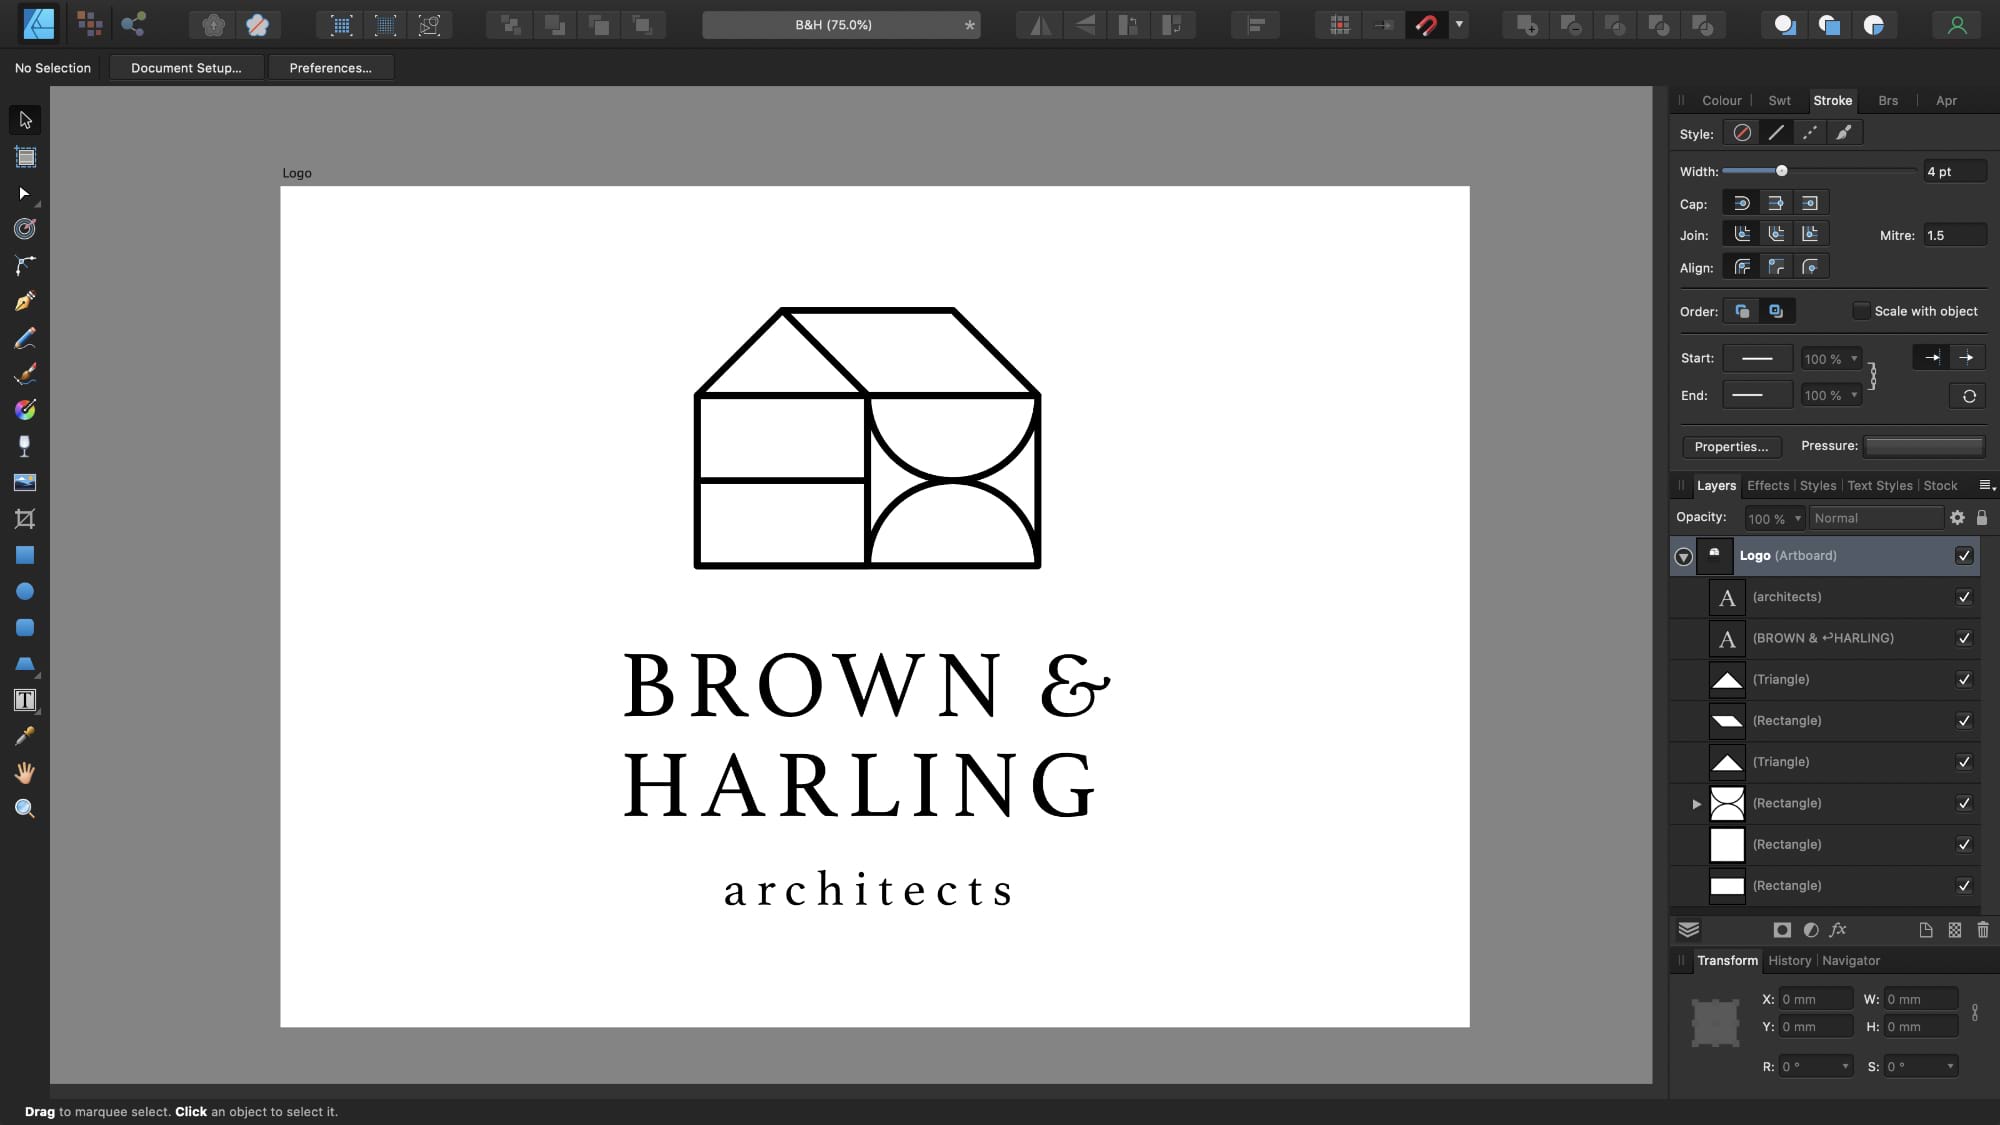 B&H (75.0%)
*
No Selection
Document Setup...
Preferences...
Colour
Swt
Stroke
Brs
Apr
Style:
Width:
4 pt
Cap:
Join:
Mitre:
1.5
Align:
Order:
Scale with object
Start:
100 %
End:
100 %
Properties...
Pressure:
Layers
Effects
Styles
Text Styles
Stock
Opacity:
100 %
Normal
Logo (Artboard)
A
(architects)
A
(BROWN & ↩HARLING)
(Triangle)
(Rectangle)
(Triangle)
(Rectangle)
(Rectangle)
(Rectangle)
fx
Transform
History
Navigator
X: 0 mm
W: 0 mm
Y: 0 mm
H: 0 mm
R: 0 °
S: 0 °
Logo
BROWN &
HARLING
architects
T
Drag to marquee select. Click an object to select it.